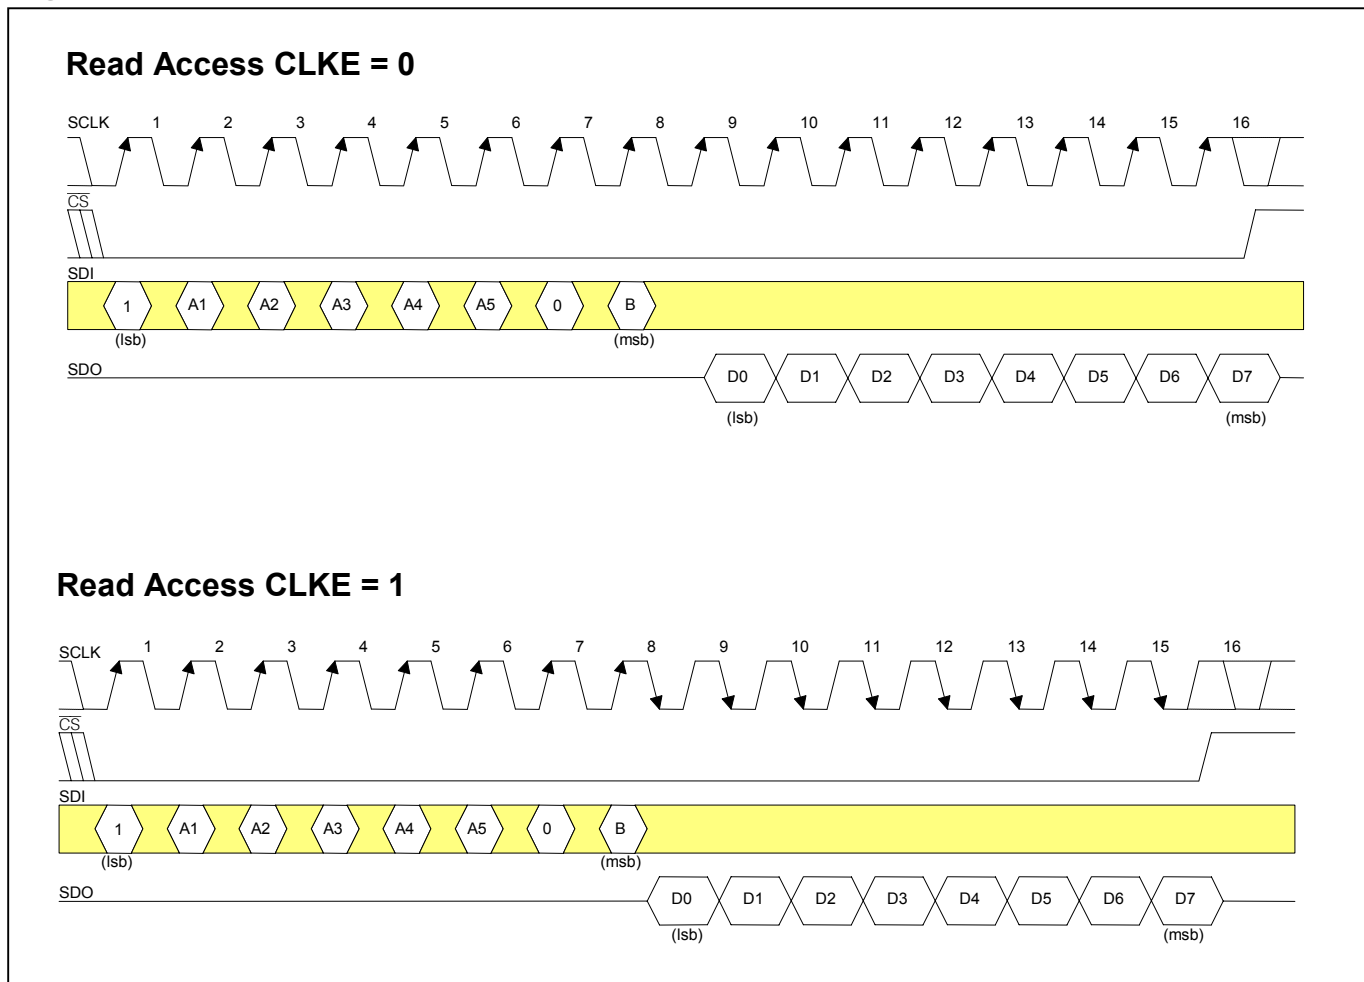 Read Access CLKE = 0
SCLK 1 2 3 4 5 6 7 8 9 10 11 12 13 14 15 16
CS
SDI
1 A1 A2 A3 A4 A5 0 B
(lsb) (msb)
SDO
D0 D1 D2 D3 D4 D5 D6 D7
(lsb) (msb)
Read Access CLKE = 1
SCLK 1 2 3 4 5 6 7 8 9 10 11 12 13 14 15 16
CS
SDI
1 A1 A2 A3 A4 A5 0 B
(lsb) (msb)
SDO
D0 D1 D2 D3 D4 D5 D6 D7
(lsb) (msb)